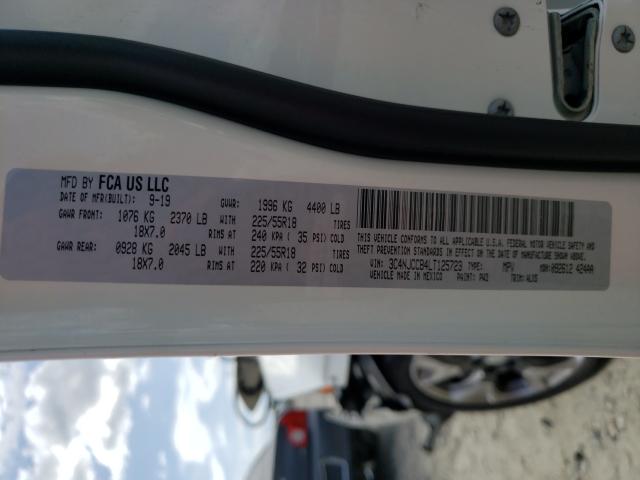 MFD BY FCA US LLC
DATE OF MFR(BUILT): 9-19 GVWR: 1996 KG 4400 LB
GAWR FRONT: 1076 KG 2370 LB WITH 225/55R18 TIRES
18X7.0 RIMS AT 240 KPA ( 35 PSI) COLD
GAWR REAR: 0928 KG 2045 LB WITH 225/55R18 TIRES
18X7.0 RIMS AT 220 KPA ( 32 PSI) COLD
THIS VEHICLE CONFORMS TO ALL APPLICABLE U.S.A. FEDERAL MOTOR VEHICLE SAFETY AND
THEFT PREVENTION STANDARDS IN EFFECT ON THE DATE OF MANUFACTURE SHOWN ABOVE.
VIN: 3C4NJCCB4LT125723 TYPE: MPV MDH: 092612 424AA
VEHICLE MADE IN MEXICO PAINT: TRIM: